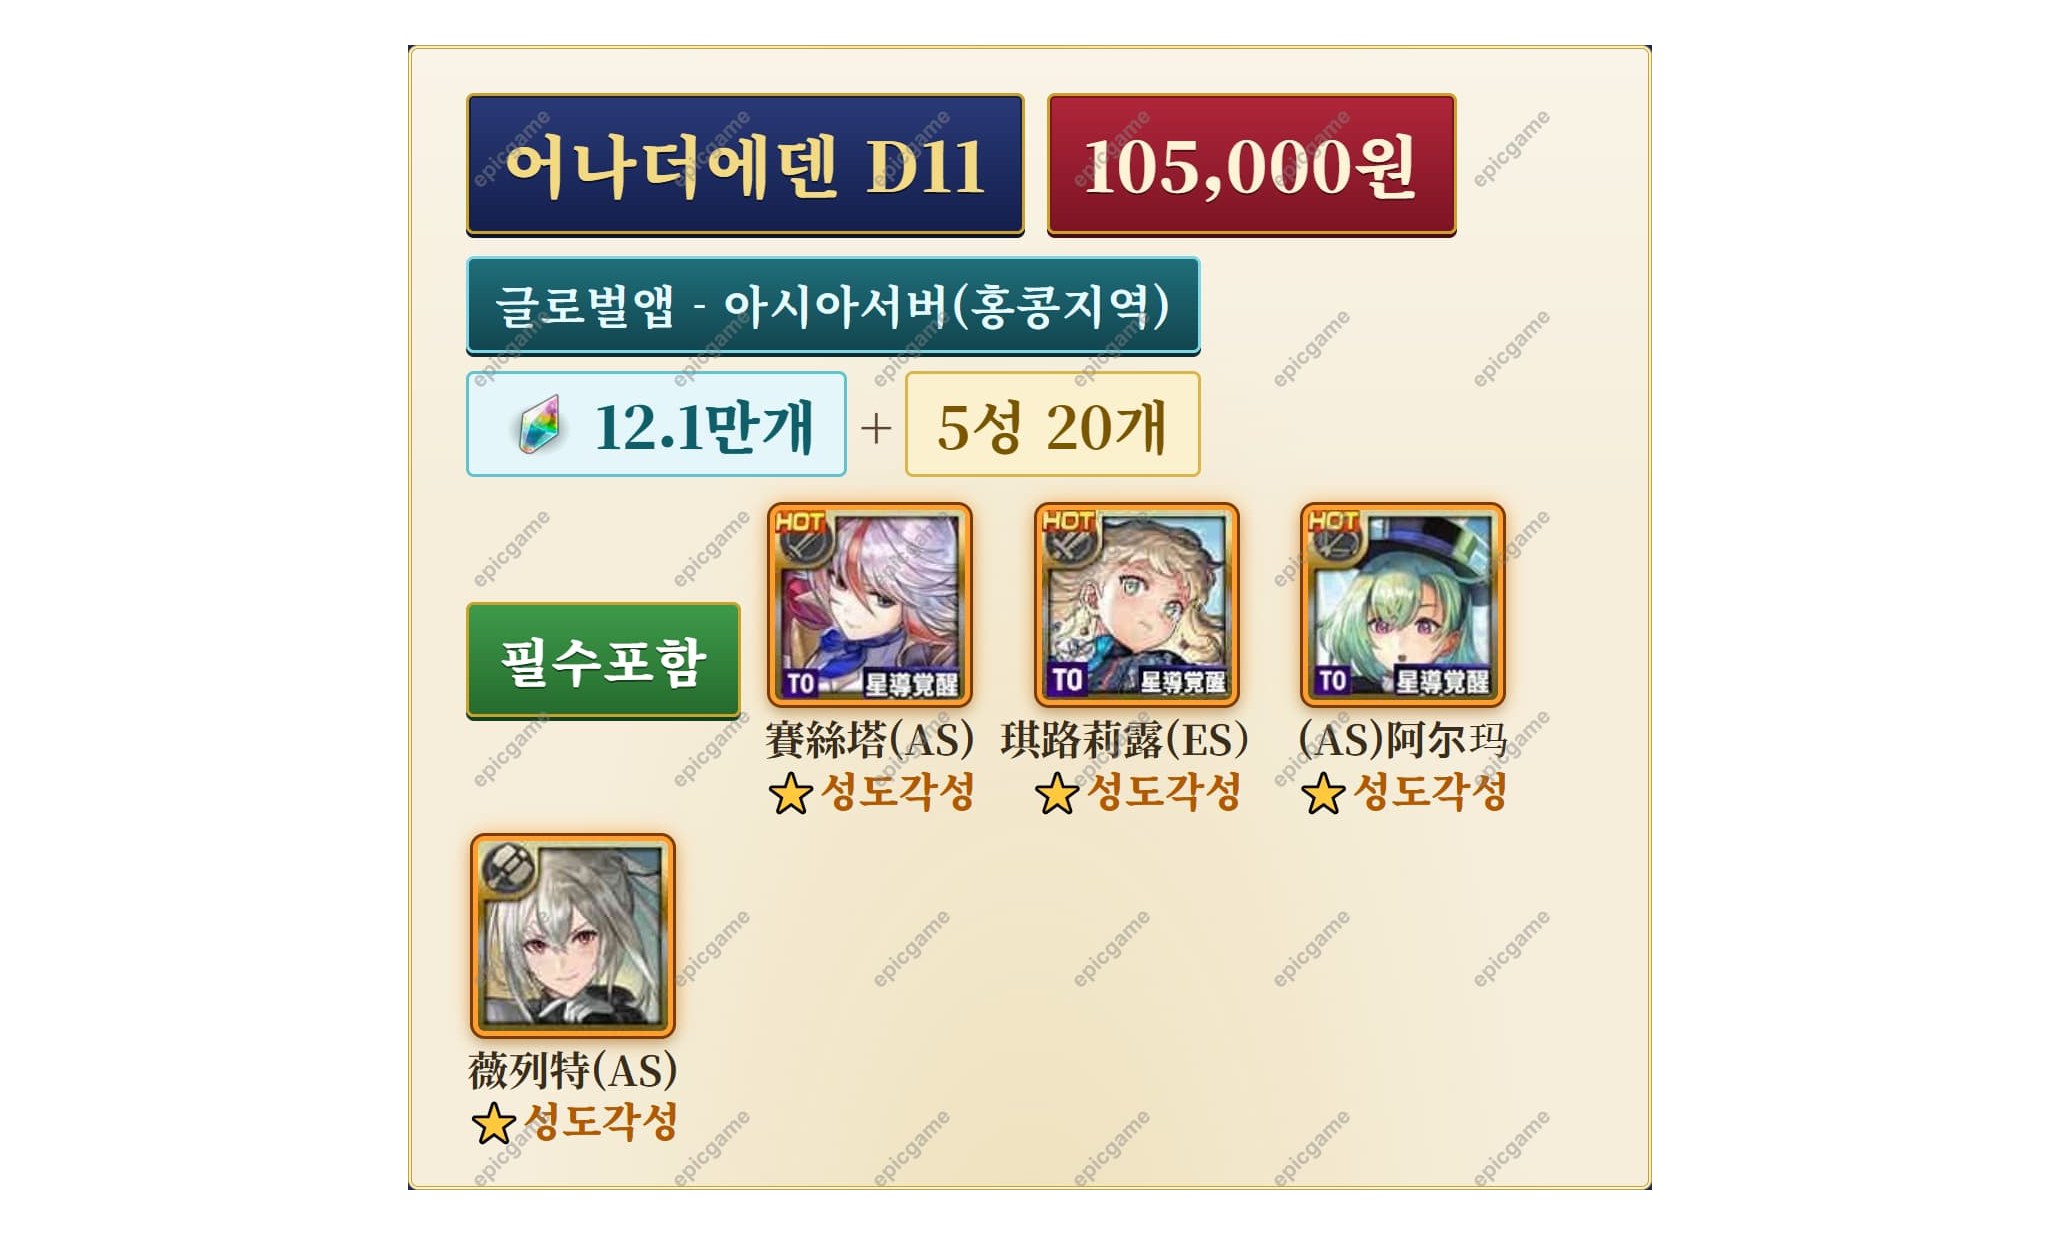 어나더에덴 D11 105,000원
글로벌앱 - 아시아서버(홍콩지역)
12.1만개 + 5성 20개
필수포함
HOT HOT HOT
T0 星導覚醒 T0 星導覚醒 T0 星導覚醒
賽絲塔(AS) 琪路莉露(ES） (AS)阿尔玛
성도각성 성도각성 성도각성
薇列特(AS)
성도각성
epicgame